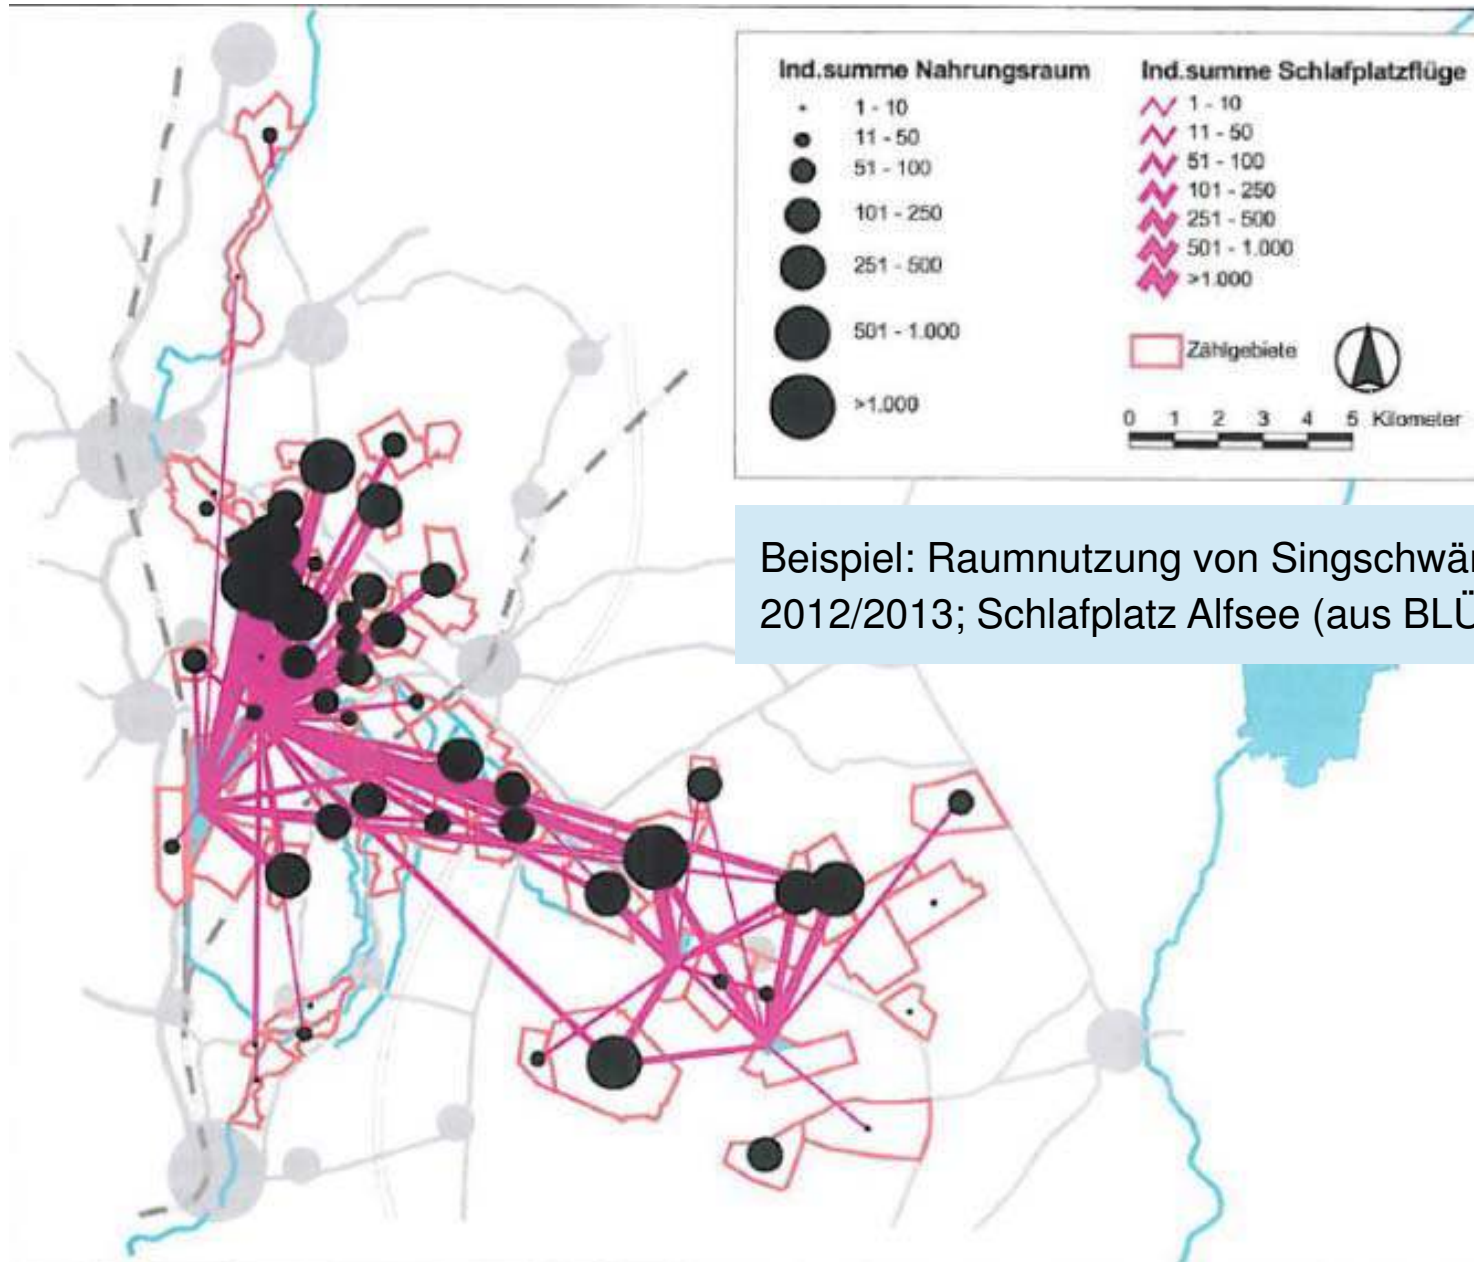 Ind.summe Nahrungsraum
1 - 10
11 - 50
51 - 100
101 - 250
251 - 500
501 - 1.000
>1.000
Ind.summe Schlafplatzflüge
1 - 10
11 - 50
51 - 100
101 - 250
251 - 500
501 - 1.000
>1.000
Zählgebiete
0 1 2 3 4 5 Kilometer
Beispiel: Raumnutzung von
2012/2013; Schlafplatz Alfsee (aus